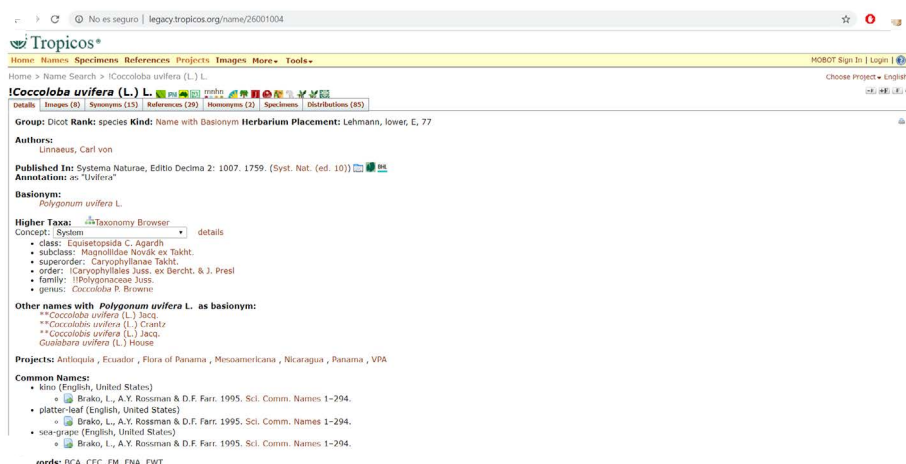 No es seguro | legacy.tropicos.org/name/26001004
Tropicos®
Home Names Specimens References Projects Images More Tools
MOBOT Sign In | Login |
Home > Name Search > !Coccoloba uvifera (L.) L.
Choose Project English
!Coccoloba uvifera (L.) L.
Details Images (8) Synonyms (15) References (29) Homonyms (2) Specimens Distributions (85)
Group: Dicot Rank: species Kind: Name with Basionym Herbarium Placement: Lehmann, lower, E, 77
Authors:
Linnaeus, Carl von
Published In: Systema Naturae, Editio Decima 2: 1007. 1759. (Syst. Nat. (ed. 10)) BHL
Annotation: as "Uvifera"
Basionym:
Polygonum uvifera L.
Higher Taxa: Taxonomy Browser
Concept: System details
• class: Equisetopsida C. Agardh
• subclass: Magnoliidae Novák ex Takht.
• superorder: Caryophyllanae Takht.
• order: !Caryophyllales Juss. ex Bercht. & J. Presl
• family: !!Polygonaceae Juss.
• genus: Coccoloba P. Browne
Other names with Polygonum uvifera L. as basionym:
**Coccoloba uvifera (L.) Jacq.
**Coccolobis uvifera (L.) Crantz
**Coccolobis uvifera (L.) Jacq.
Guaiabara uvifera (L.) House
Projects: Antioquia , Ecuador , Flora of Panama , Mesoamericana , Nicaragua , Panama , VPA
Common Names:
• kino (English, United States)
Brako, L., A.Y. Rossman & D.F. Farr. 1995. Sci. Comm. Names 1–294.
• platter-leaf (English, United States)
Brako, L., A.Y. Rossman & D.F. Farr. 1995. Sci. Comm. Names 1–294.
• sea-grape (English, United States)
Brako, L., A.Y. Rossman & D.F. Farr. 1995. Sci. Comm. Names 1–294.
words: BCA, CEC, FM, FNA, FWT